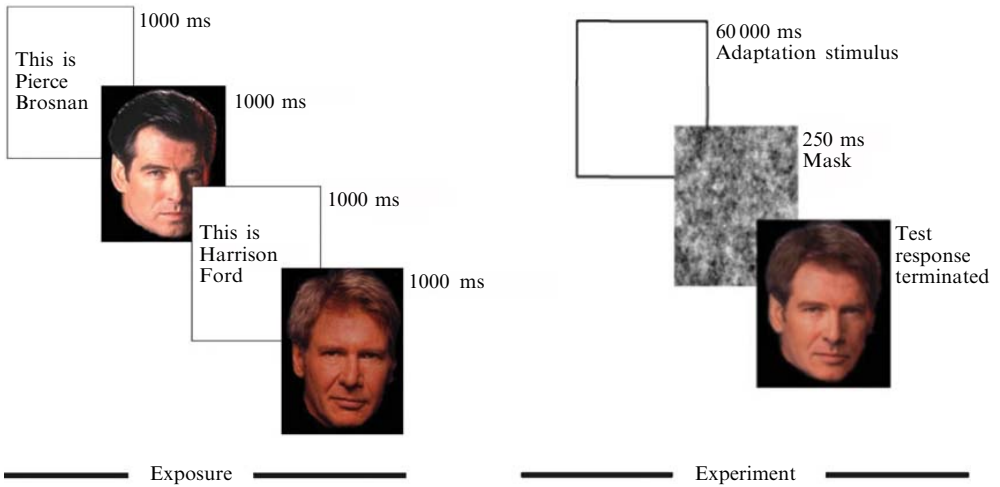 1000 ms
This is
Pierce
Brosnan
1000 ms
1000 ms
This is
Harrison
Ford
1000 ms
Exposure
60 000 ms
Adaptation stimulus
250 ms
Mask
Test
response
terminated
Experiment